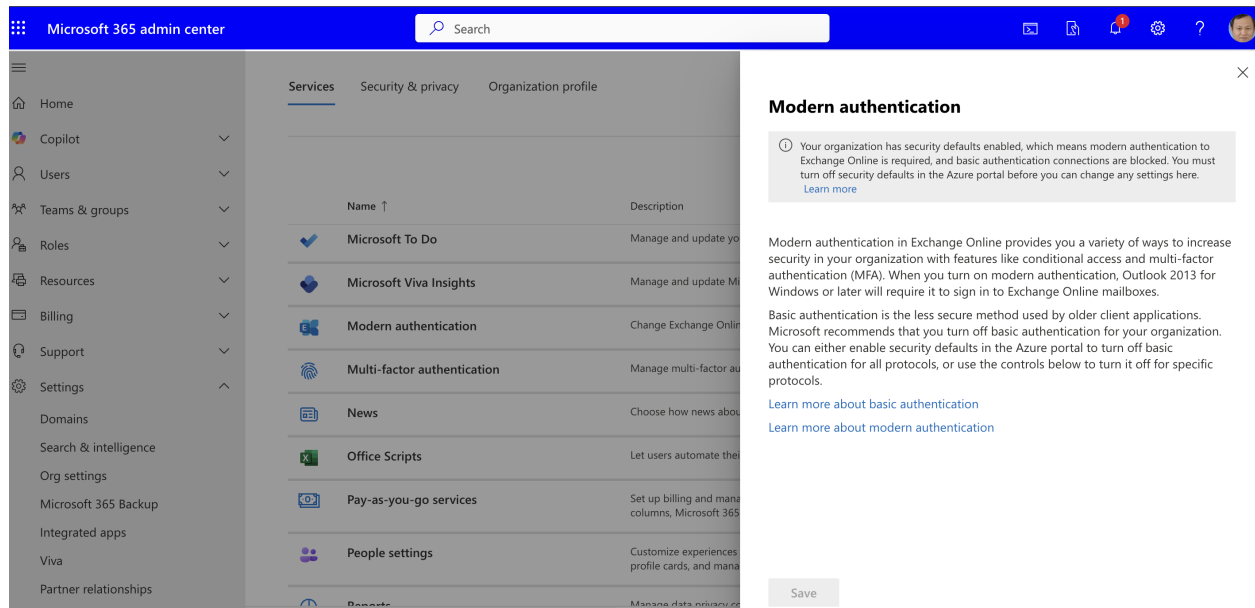 Microsoft 365 admin center
Search
1
?
Home
Copilot
Users
Teams & groups
Roles
Resources
Billing
Support
Settings
Domains
Search & intelligence
Org settings
Microsoft 365 Backup
Integrated apps
Viva
Partner relationships
Services Security & privacy Organization profile
Name ↑ Description
Microsoft To Do Manage and update yo
Microsoft Viva Insights Manage and update Mi
Modern authentication Change Exchange Onlin
Multi-factor authentication Manage multi-factor au
News Choose how news abou
Office Scripts Let users automate thei
Pay-as-you-go services Set up billing and mana
columns, Microsoft 365
People settings Customize experiences
profile cards, and mana
Reports Manage data privacy co
Modern authentication
Your organization has security defaults enabled, which means modern authentication to
Exchange Online is required, and basic authentication connections are blocked. You must
turn off security defaults in the Azure portal before you can change any settings here.
Learn more
Modern authentication in Exchange Online provides you a variety of ways to increase
security in your organization with features like conditional access and multi-factor
authentication (MFA). When you turn on modern authentication, Outlook 2013 for
Windows or later will require it to sign in to Exchange Online mailboxes.
Basic authentication is the less secure method used by older client applications.
Microsoft recommends that you turn off basic authentication for your organization.
You can either enable security defaults in the Azure portal to turn off basic
authentication for all protocols, or use the controls below to turn it off for specific
protocols.
Learn more about basic authentication
Learn more about modern authentication
Save